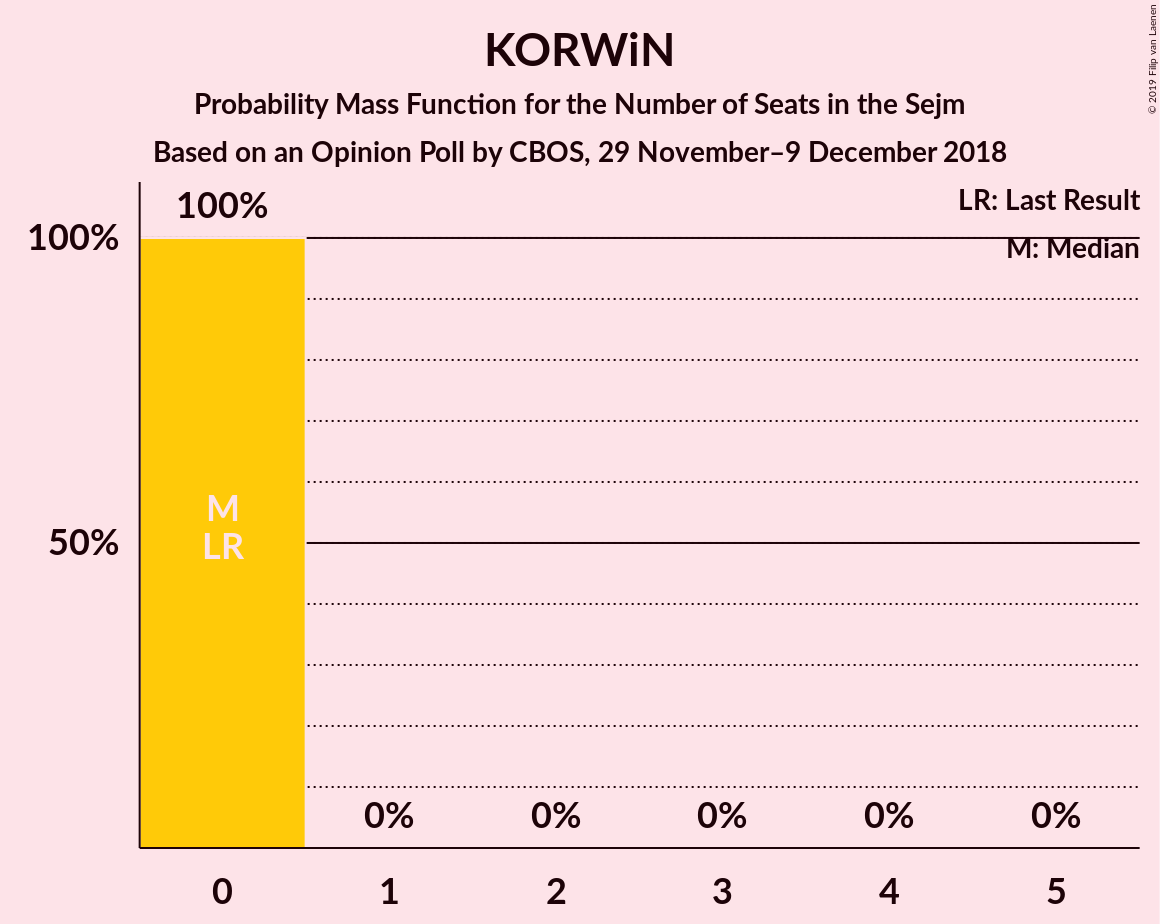 KORWiN
Probability Mass Function for the Number of Seats in the Sejm
Based on an Opinion Poll by CBOS, 29 November–9 December 2018
© 2019 Filip van Laenen
LR: Last Result
M: Median
100%
100%
50%
M
LR
0% 0% 0% 0% 0%
0 1 2 3 4 5